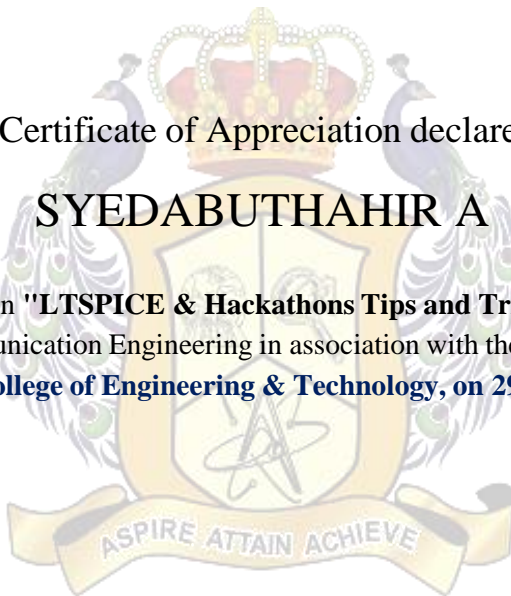 Certificate of Appreciation declare
SYEDABUTHAHIR A
n "LTSPICE & Hackathons Tips and Tr
unication Engineering in association with the
ollege of Engineering & Technology, on 29
ASPIRE ATTAIN ACHIEVE